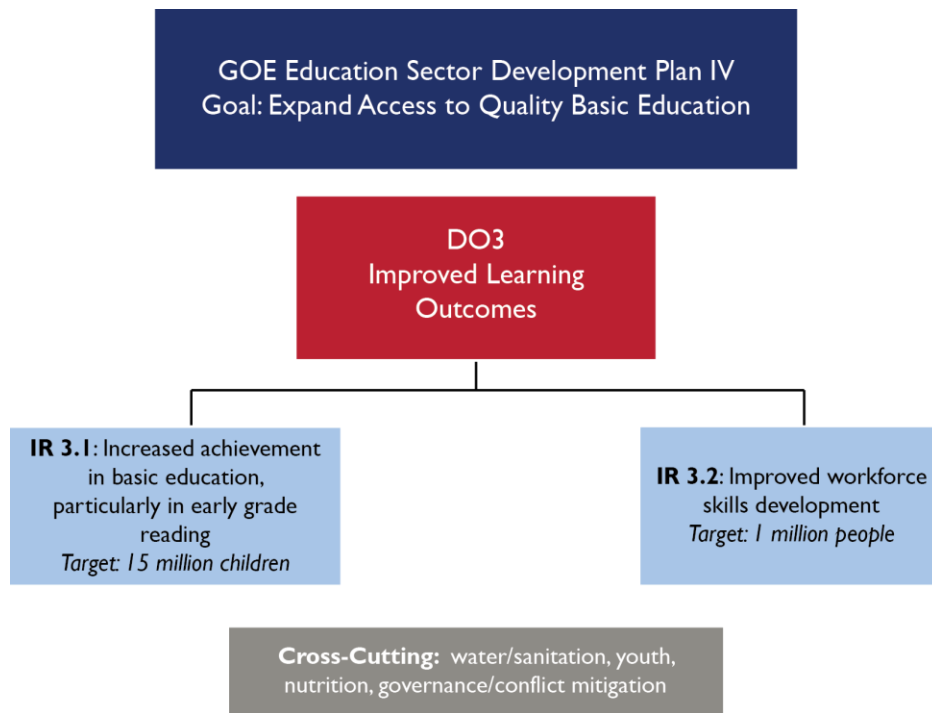 GOE Education Sector Development Plan IV
Goal: Expand Access to Quality Basic Education
DO3
Improved Learning
Outcomes
IR 3.1: Increased achievement
in basic education,
particularly in early grade
reading
Target: 15 million children
IR 3.2: Improved workforce
skills development
Target: 1 million people
Cross-Cutting: water/sanitation, youth,
nutrition, governance/conflict mitigation